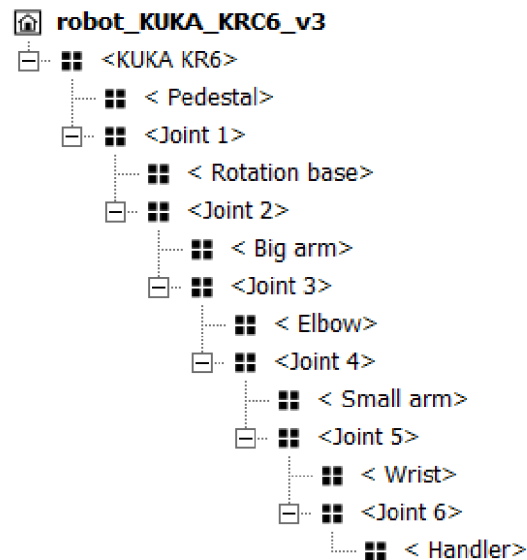 robot_KUKA_KRC6_v3
<KUKA KR6>
< Pedestal>
<Joint 1>
< Rotation base>
<Joint 2>
< Big arm>
<Joint 3>
< Elbow>
<Joint 4>
< Small arm>
<Joint 5>
< Wrist>
<Joint 6>
< Handler>